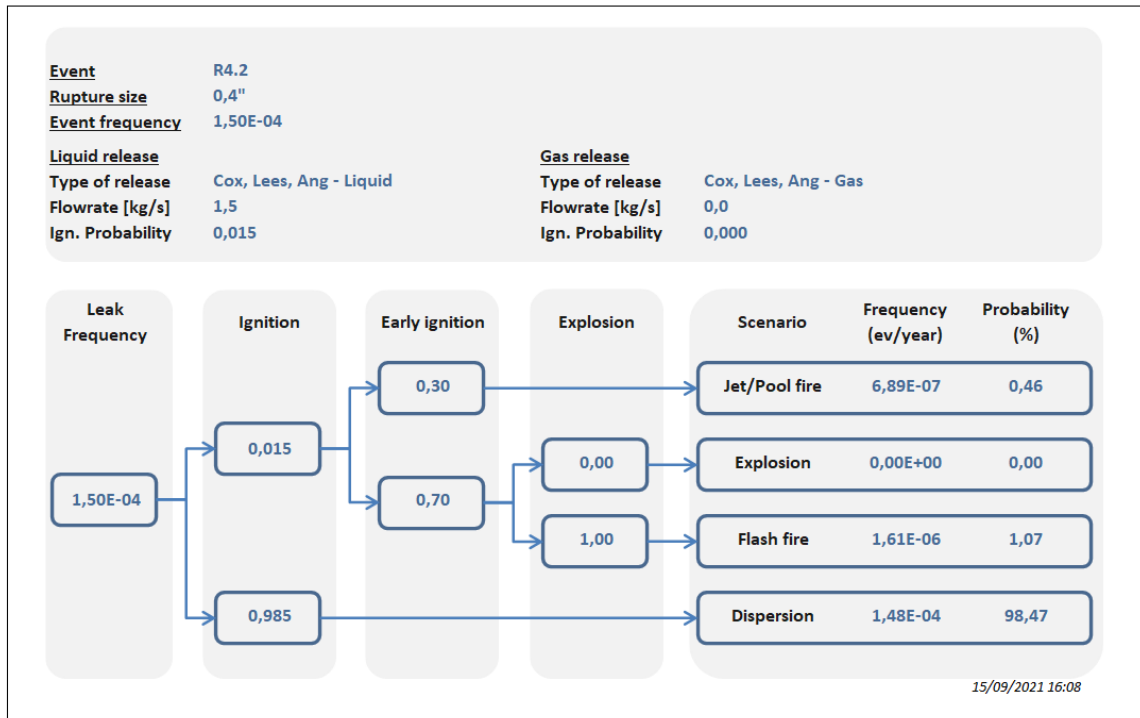 Event R4.2
Rupture size 0,4"
Event frequency 1,50E-04
Liquid release Gas release
Type of release Cox, Lees, Ang - Liquid Type of release Cox, Lees, Ang - Gas
Flowrate [kg/s] 1,5 Flowrate [kg/s] 0,0
Ign. Probability 0,015 Ign. Probability 0,000
Leak Frequency Ignition Early ignition Explosion Scenario Frequency (ev/year) Probability (%)
0,30 Jet/Pool fire 6,89E-07 0,46
0,015 0,00 Explosion 0,00E+00 0,00
1,50E-04 0,70
1,00 Flash fire 1,61E-06 1,07
0,985 Dispersion 1,48E-04 98,47
15/09/2021 16:08